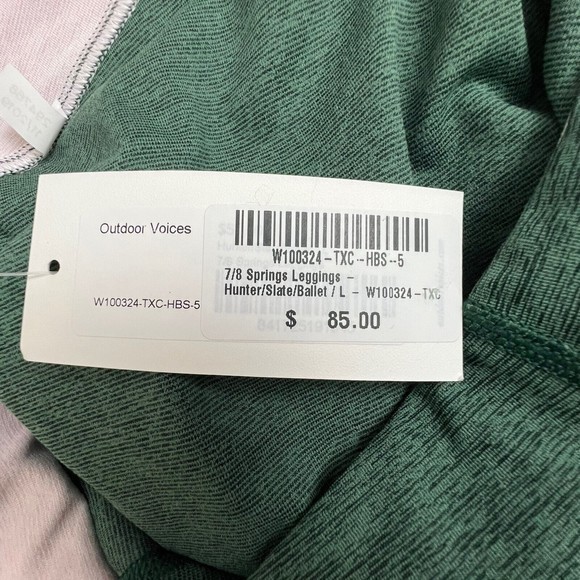 Outdoor Voices
W100324-TXC-HBS-5
W100324-TXC--HBS--5
7/8 Springs Leggings –
Hunter/Slate/Ballet / L – W100324-TXC
$ 85.00